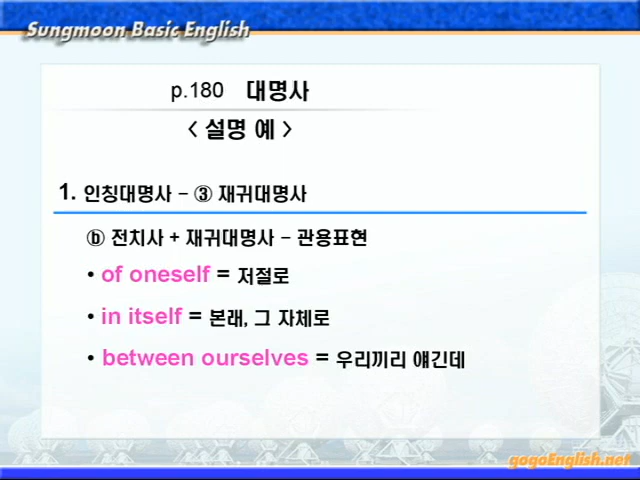 Sungmoon Basic English
p.180 대명사
< 설명 예 >
1. 인칭대명사 – ③ 재귀대명사
ⓑ 전치사 + 재귀대명사 – 관용표현
• of oneself = 저절로
• in itself = 본래, 그 자체로
• between ourselves = 우리끼리 얘긴데
gogoEnglish.net